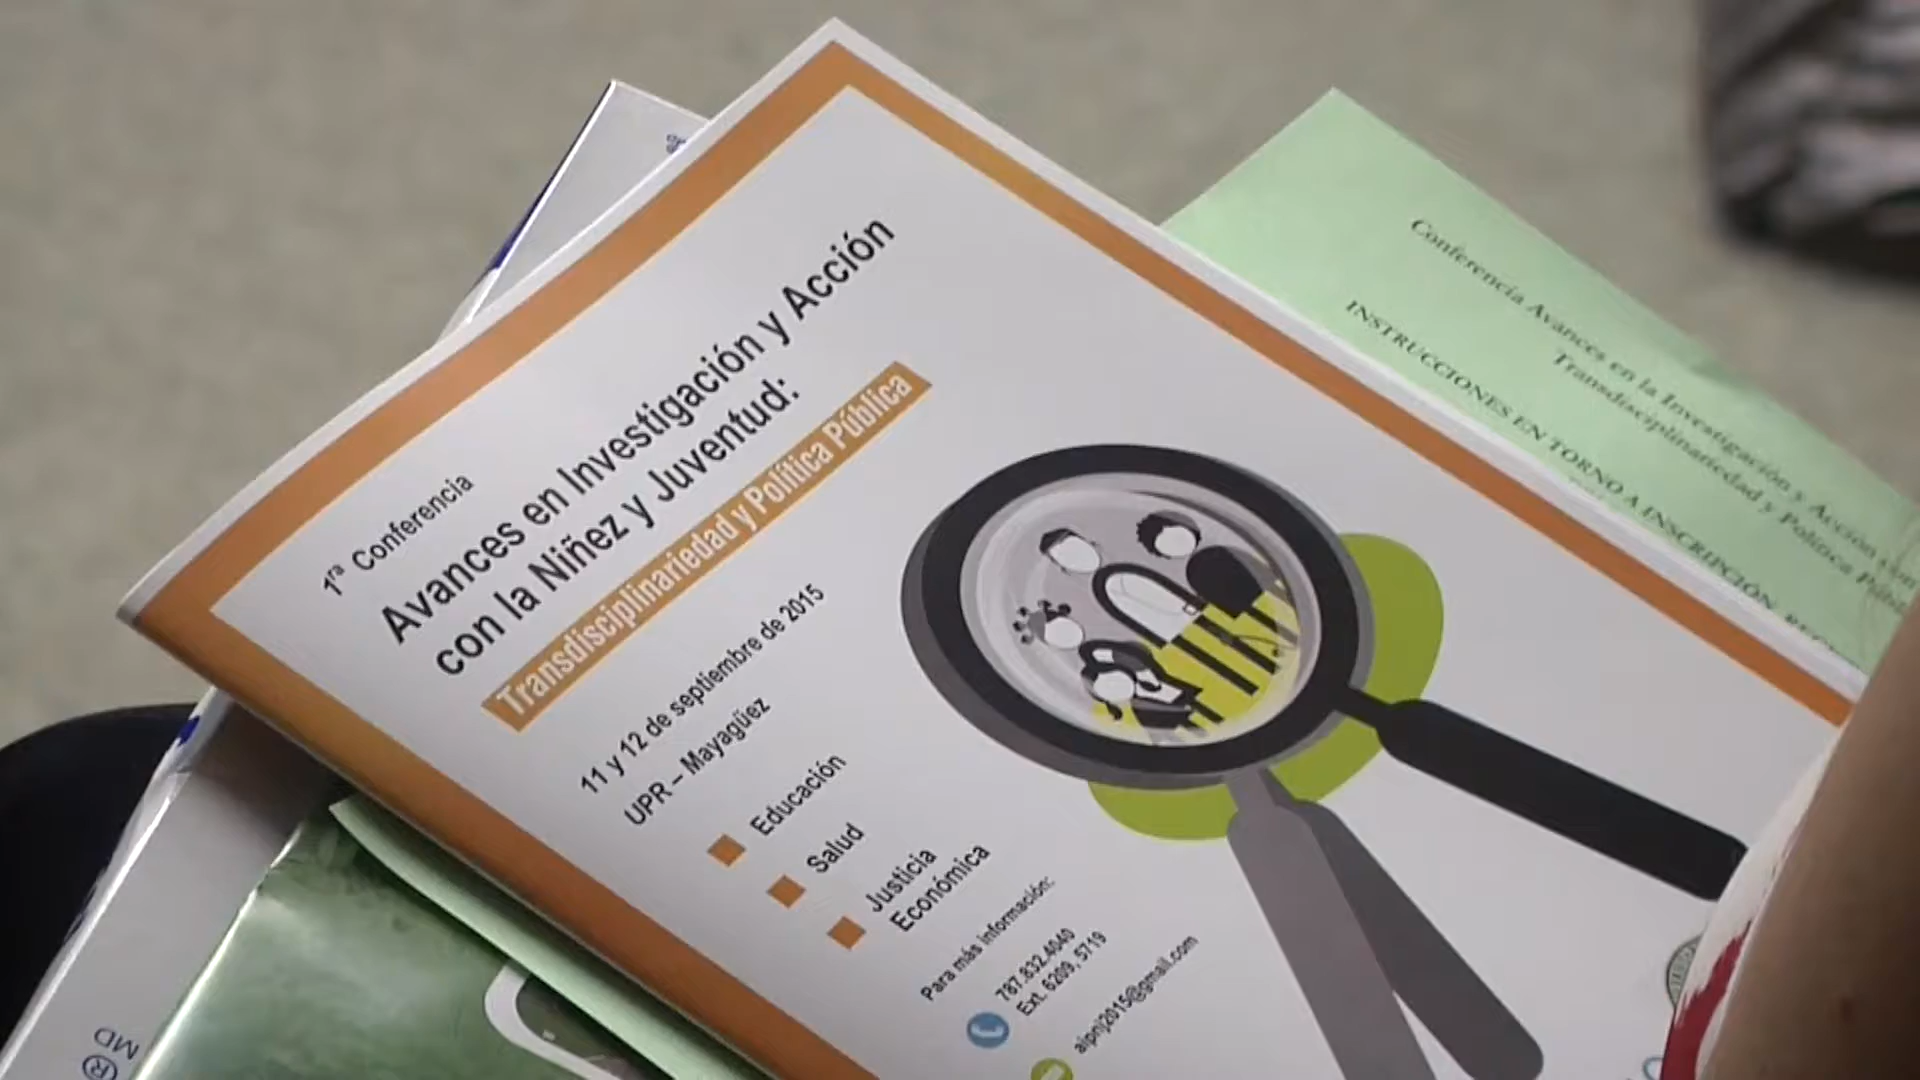 1ra Conferencia
Avances en Investigación y Acción
con la Niñez y Juventud:
Transdisciplinariedad y Política Pública
11 y 12 de septiembre de 2015
UPR – Mayagüez
Educación
Salud
Justicia
Económica
Para más información:
787.832.4040
Ext. 6209, 5719
aipnj2015@gmail.com
Conferencia Avances en la Investigación y Acción con
Transdisciplinariedad y Política
INSTRUCCIONES EN TORNO A INSCRIPCIÓN,
® MD